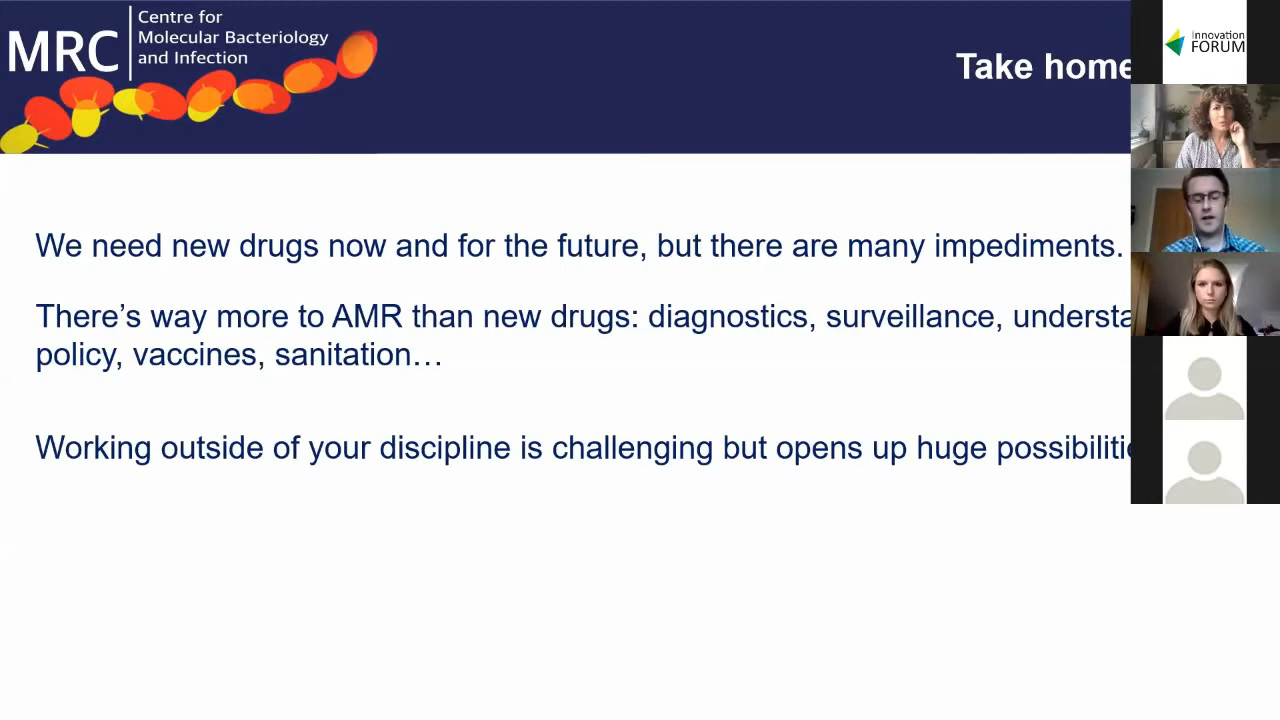 MRC
Centre for
Molecular Bacteriology
and Infection
Take home
Innovation
FORUM
We need new drugs now and for the future, but there are many impediments.
There’s way more to AMR than new drugs: diagnostics, surveillance, understa
policy, vaccines, sanitation…
Working outside of your discipline is challenging but opens up huge possibilitie